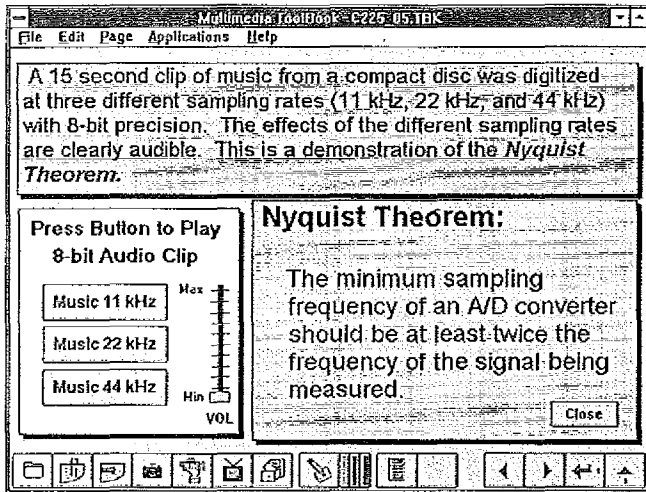 Multimedia ToolBook - C225_05.TBK
File Edit Page Applications Help
A 15 second clip of music from a compact disc was digitized
at three different sampling rates (11 kHz, 22 kHz, and 44 kHz)
with 8-bit precision. The effects of the different sampling rates
are clearly audible. This is a demonstration of the Nyquist
Theorem.
Press Button to Play
8-bit Audio Clip
Music 11 kHz
Music 22 kHz
Music 44 kHz
Max
Min
VOL
Nyquist Theorem:
The minimum sampling
frequency of an A/D converter
should be at least twice the
frequency of the signal being
measured.
Close